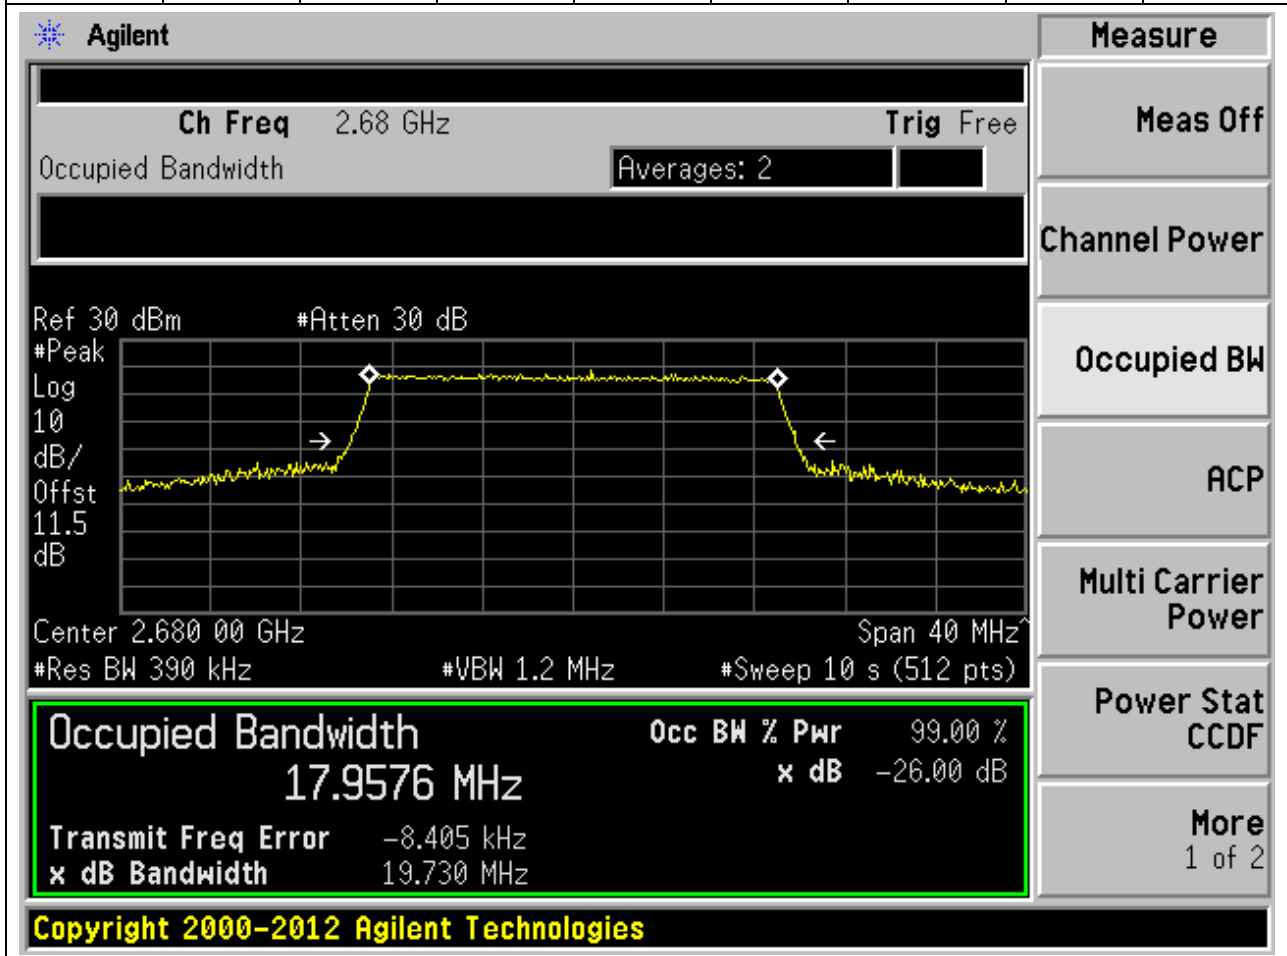 Agilent
Measure
Ch Freq 2.68 GHz Trig Free
Occupied Bandwidth Averages: 2
Ref 30 dBm #Atten 30 dB
#Peak
Log
10
dB/
Offst
11.5
dB
Center 2.680 00 GHz Span 40 MHz^
#Res BW 390 kHz #VBW 1.2 MHz #Sweep 10 s (512 pts)
Occupied Bandwidth Occ BW % Pwr 99.00 %
17.9576 MHz x dB -26.00 dB
Transmit Freq Error -8.405 kHz
x dB Bandwidth 19.730 MHz
Copyright 2000-2012 Agilent Technologies
Meas Off
Channel Power
Occupied BW
ACP
Multi Carrier
Power
Power Stat
CCDF
More
1 of 2